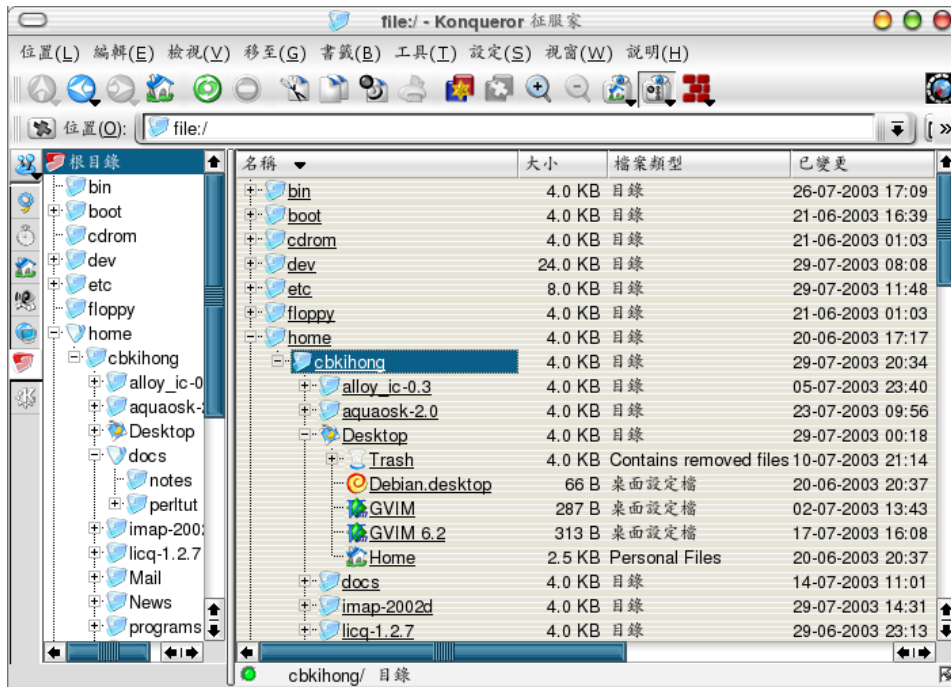 file:/ - Konqueror 征服家
位置(L) 編輯(E) 檢視(V) 移至(G) 書籤(B) 工具(T) 設定(S) 視窗(W) 說明(H)
位置(O): file:/
根目錄
bin
boot
cdrom
dev
etc
floppy
home
cbkihong
alloy_ic-0
aquaosk-
Desktop
docs
notes
perltut
imap-2002
licq-1.2.7
Mail
News
programs
名稱 大小 檔案類型 已變更
bin 4.0 KB 目錄 26-07-2003 17:09
boot 4.0 KB 目錄 21-06-2003 16:39
cdrom 4.0 KB 目錄 21-06-2003 01:03
dev 24.0 KB 目錄 29-07-2003 08:08
etc 8.0 KB 目錄 29-07-2003 11:48
floppy 4.0 KB 目錄 21-06-2003 01:03
home 4.0 KB 目錄 20-06-2003 17:17
cbkihong 4.0 KB 目錄 29-07-2003 20:34
alloy_ic-0.3 4.0 KB 目錄 05-07-2003 23:40
aquaosk-2.0 4.0 KB 目錄 23-07-2003 09:56
Desktop 4.0 KB 目錄 29-07-2003 00:18
Trash 4.0 KB Contains removed files 10-07-2003 21:14
Debian.desktop 66 B 桌面設定檔 20-06-2003 20:37
GVIM 287 B 桌面設定檔 02-07-2003 13:43
GVIM 6.2 313 B 桌面設定檔 17-07-2003 16:08
Home 2.5 KB Personal Files 20-06-2003 20:37
docs 4.0 KB 目錄 14-07-2003 11:01
imap-2002d 4.0 KB 目錄 29-07-2003 14:31
licq-1.2.7 4.0 KB 目錄 29-06-2003 23:13
cbkihong/ 目錄